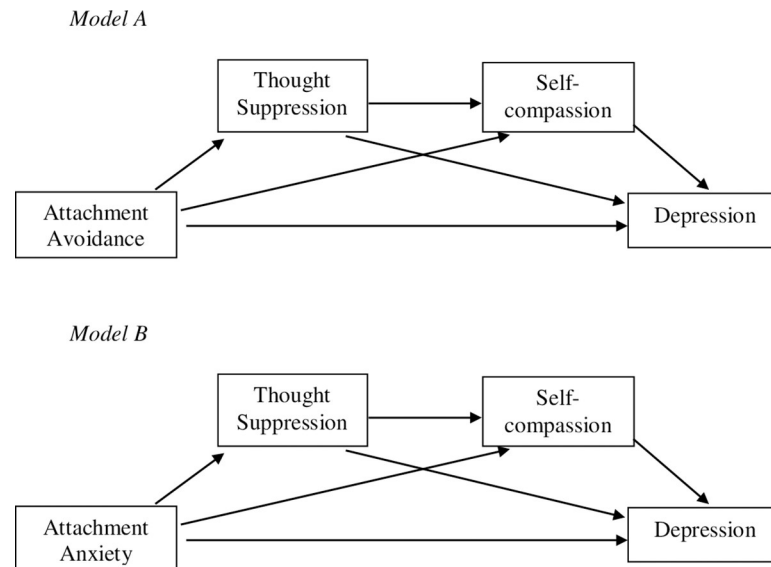 Model A
Thought
Suppression
Self-
compassion
Attachment
Avoidance
Depression
Model B
Thought
Suppression
Self-
compassion
Attachment
Anxiety
Depression